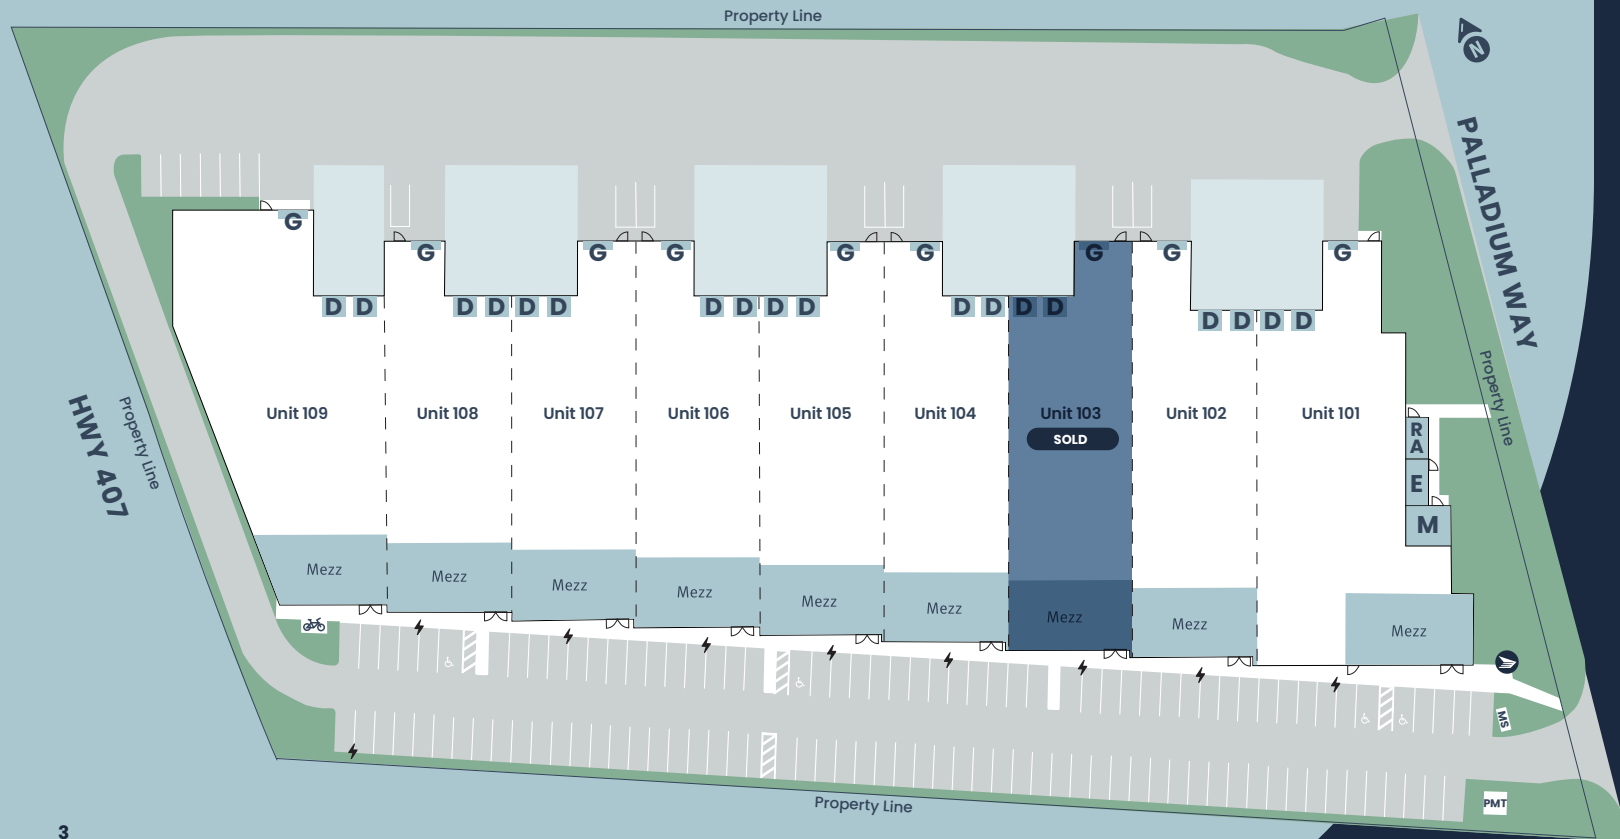 Property Line
N
PALLADIUM WAY
G
G
G
G
G
G
G
G
G
D D
D D D D
D D D D
D D D D
D D D D
Unit 109
Unit 108
Unit 107
Unit 106
Unit 105
Unit 104
Unit 103
SOLD
Unit 102
Unit 101
Property Line
HWY 407
Property Line
R
A
E
M
Mezz
Mezz
Mezz
Mezz
Mezz
Mezz
Mezz
Mezz
Mezz
MS
PMT
Property Line
3